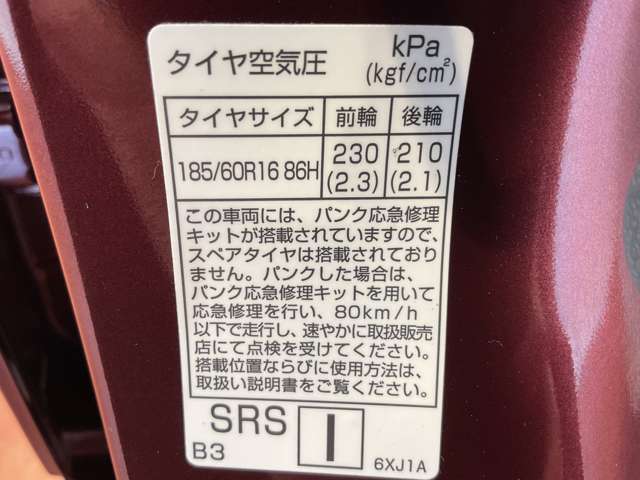 タイヤ空気圧 kPa
(kgf/cm²)
タイヤサイズ 前輪 後輪
185/60R16 86H 230 210
(2.3) (2.1)
この車両には、パンク応急修理
キットが搭載されていますので、
スペアタイヤは搭載されており
ません。パンクした場合は、
パンク応急修理キットを用いて
応急修理を行い、80km/h
以下で走行し、速やかに取扱販売
店にて点検を受けてください。
搭載位置ならびに使用方法は、
取扱い説明書をご覧ください。
SRS I
B3 6XJ1A